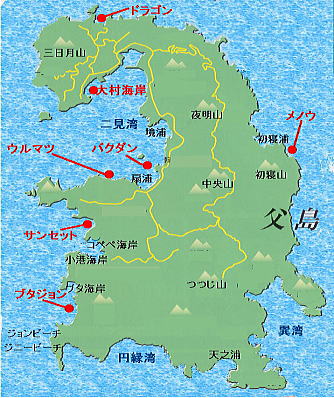 ドラゴン
三日月山
大村海岸
二見湾
境浦
夜明山
メノウ
初寝浦
ウルマツ
バクダン
扇浦
中央山
初寝山
父島
サンセット
コペペ海岸
小港海岸
つつじ山
ブタ海岸
ブタジョン
巽湾
ジョンビーチ
ジニービーチ
円縁湾
天之浦